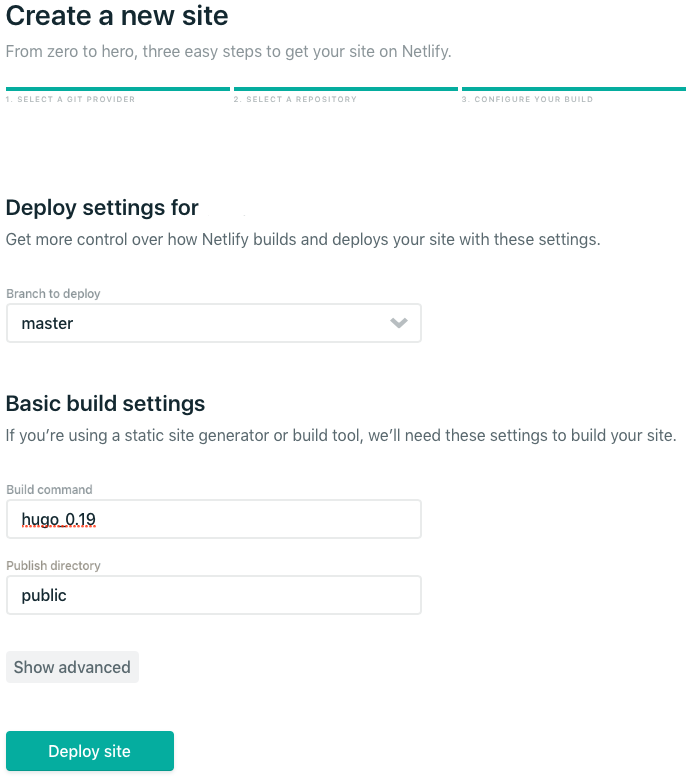 Create a new site
From zero to hero, three easy steps to get your site on Netlify.
1. SELECT A GIT PROVIDER
2. SELECT A REPOSITORY
3. CONFIGURE YOUR BUILD
Deploy settings for
Get more control over how Netlify builds and deploys your site with these settings.
Branch to deploy
master
Basic build settings
If you’re using a static site generator or build tool, we’ll need these settings to build your site.
Build command
hugo_0.19
Publish directory
public
Show advanced
Deploy site